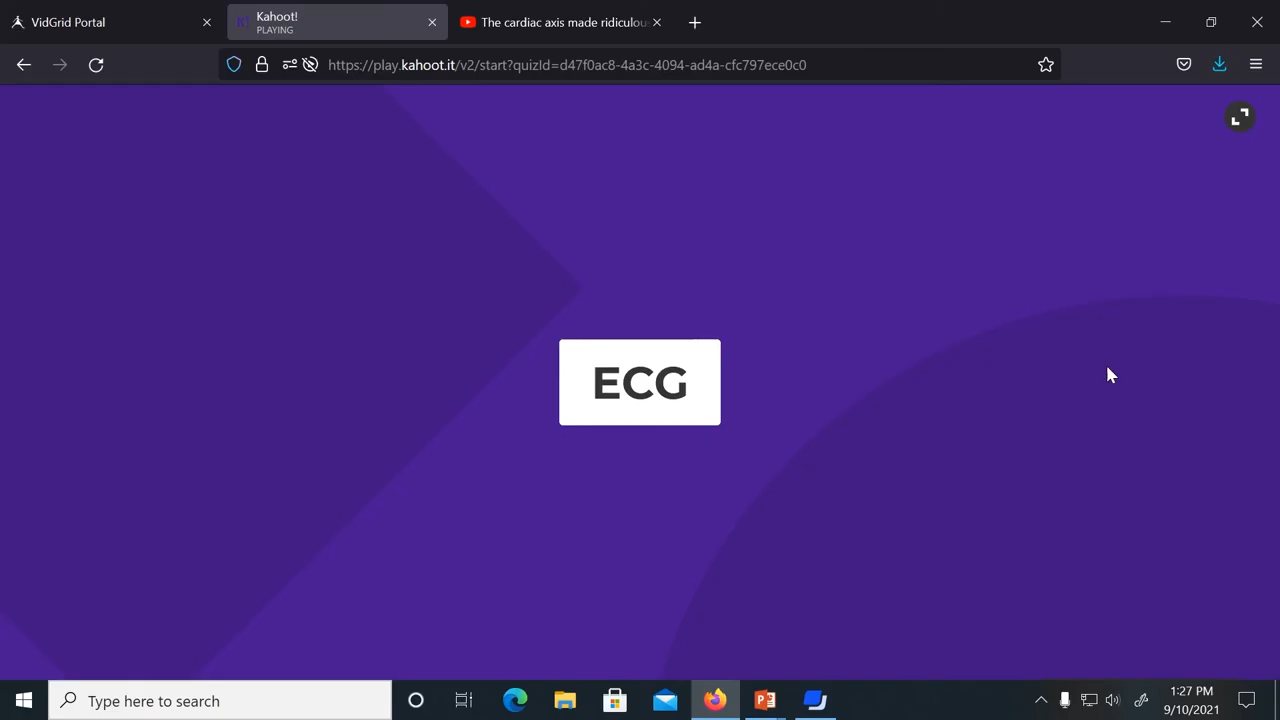 VidGrid Portal
Kahoot!
PLAYING
The cardiac axis made ridiculou
https://play.kahoot.it/v2/start?quizId=d47f0ac8-4a3c-4094-ad4a-cfc797ece0c0
ECG
Type here to search
1:27 PM
9/10/2021